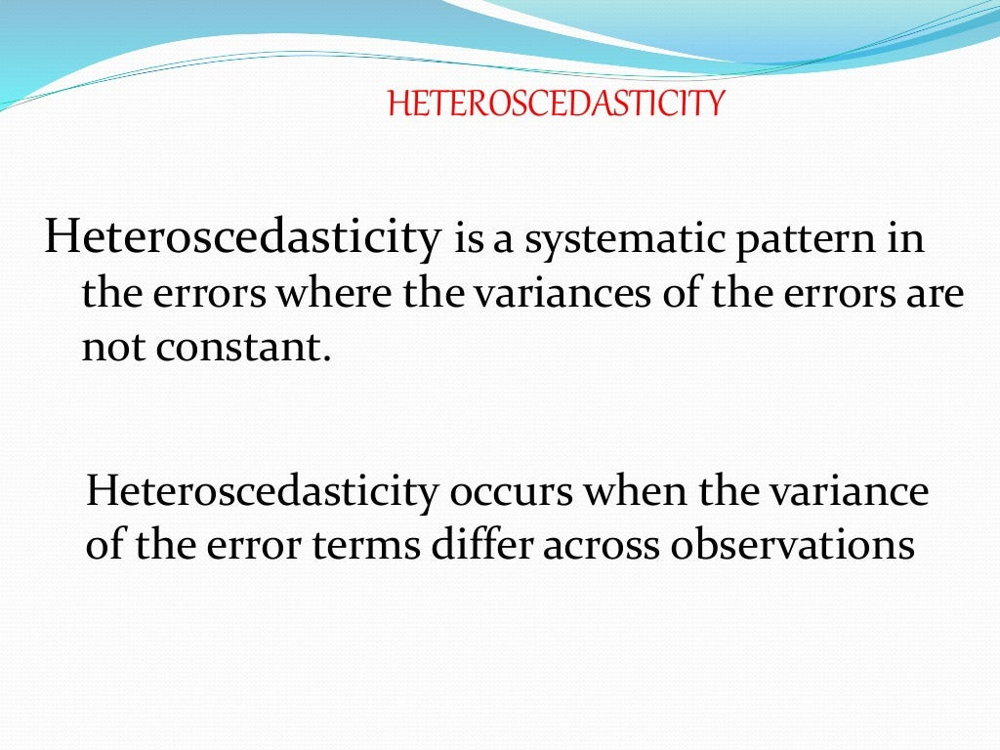 HETEROSCEDASTICITY
Heteroscedasticity is a systematic pattern in
the errors where the variances of the errors are
not constant.
Heteroscedasticity occurs when the variance
of the error terms differ across observations